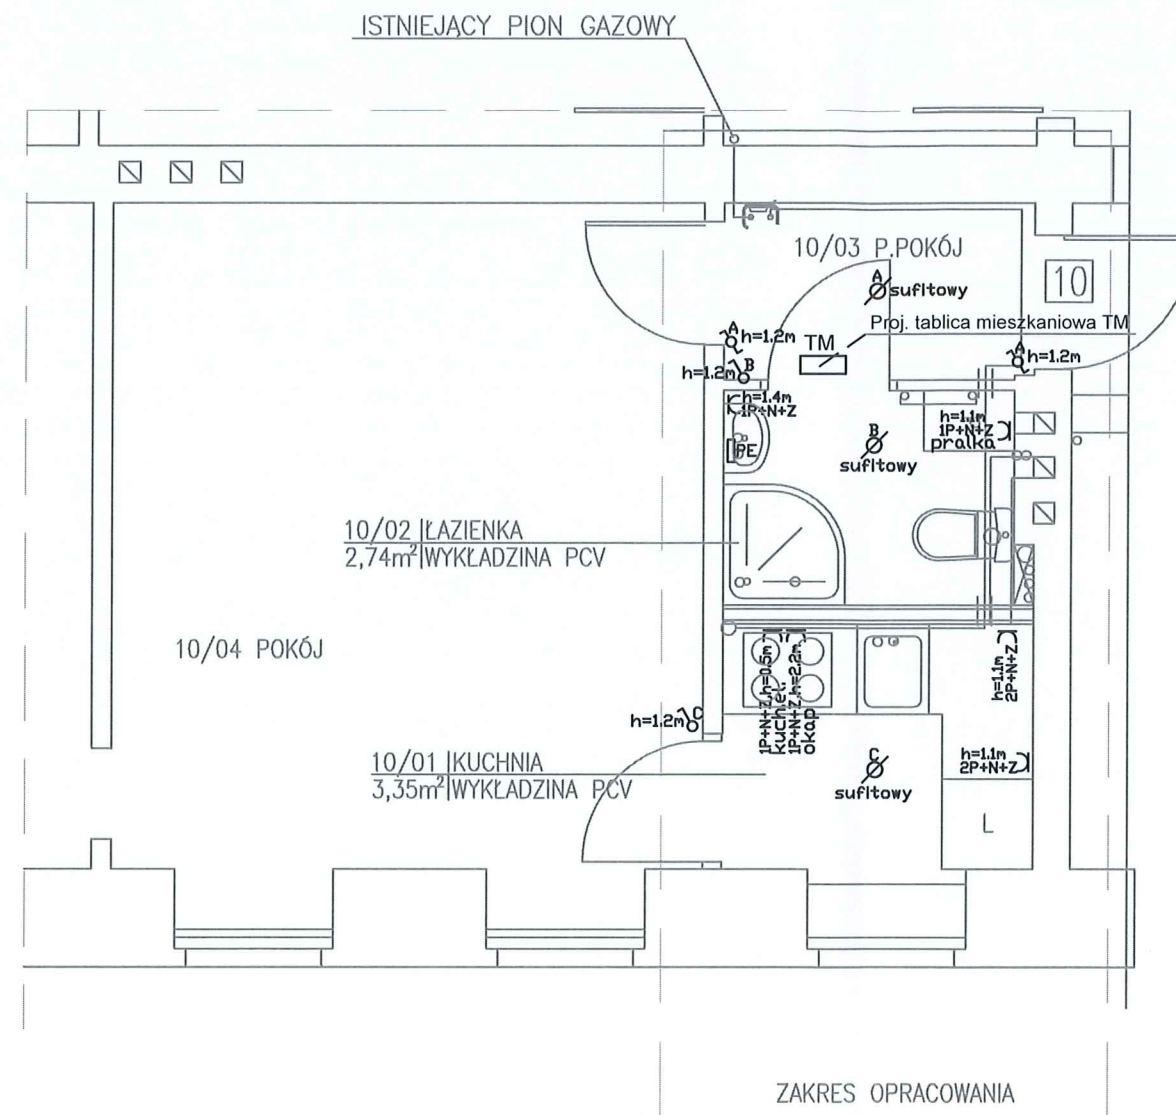 ISTNIEJĄCY PION GAZOWY
10/03 P.POKÓJ
10
A
sufitowy
Proj. tablica mieszkaniowa TM
TM
A
h=1.2m
A
h=1.2m
h=1.2m
B
h=1.4m
1P+N+Z
PE
h=1.1m
1P+N+Z
pralka
B
sufitowy
10/02 ŁAZIENKA
2,74m² WYKŁADZINA PCV
10/04 POKÓJ
1P+N+Z,h=0.5m
kuch.el.
1P+N+Z,h=2.2m
okap
h=1.1m
2P+N+Z
h=1.2m
C
10/01 KUCHNIA
3,35m² WYKŁADZINA PCV
C
sufitowy
h=1.1m
2P+N+Z
L
ZAKRES OPRACOWANIA